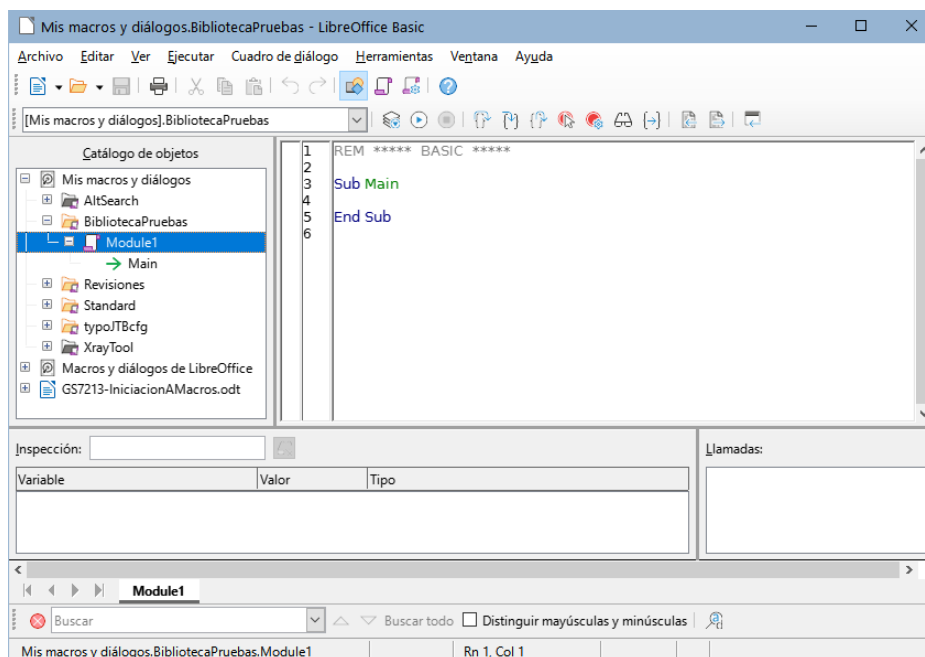 Mis macros y diálogos.BibliotecaPruebas - LibreOffice Basic
Archivo Editar Ver Ejecutar Cuadro de diálogo Herramientas Ventana Ayuda
[Mis macros y diálogos].BibliotecaPruebas
Catálogo de objetos
Mis macros y diálogos
AltSearch
BibliotecaPruebas
Module1
Main
Revisiones
Standard
typoJTBcfg
XrayTool
Macros y diálogos de LibreOffice
GS7213-IniciacionAMacros.odt
1 REM ***** BASIC *****
2
3 Sub Main
4
5 End Sub
6
Inspección:
Llamadas:
Variable Valor Tipo
Module1
Buscar Buscar todo Distinguir mayúsculas y minúsculas
Mis macros y diálogos.BibliotecaPruebas.Module1 Rn 1, Col 1